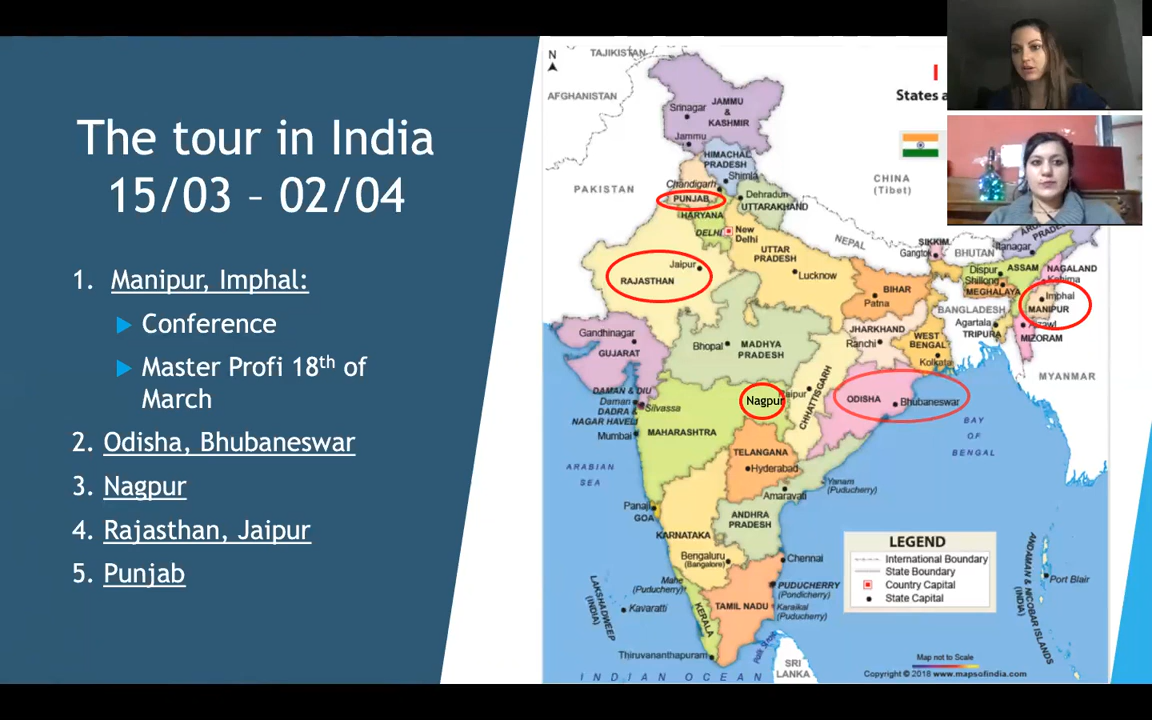 The tour in India
15/03 – 02/04
1. Manipur, Imphal:
Conference
Master Profi 18th of
March
2. Odisha, Bhubaneswar
3. Nagpur
4. Rajasthan, Jaipur
5. Punjab
N
TAJIKISTAN
AFGHANISTAN
I
States a
JAMMU
&
KASHMIR
Srinagar
Jammu
HIMACHAL
PRADESH
Shimla
CHINA
(Tibet)
PAKISTAN
Chandigarh
PUNJAB
Dehradun
UTTARAKHAND
HARYANA
DELHI
New
Delhi
RAJASTHAN
Jaipur
UTTAR
PRADESH
Lucknow
NEPAL
SIKKIM
Gangtok
BHUTAN
Itanagar
PRADES
Dispur
ASSAM
NAGALAND
Kohima
Shillong
MEGHALAYA
Imphal
MANIPUR
BIHAR
Patna
BANGLADESH
Agartala
TRIPURA
Aizawl
MIZORAM
MYANMAR
Gandhinagar
GUJARAT
Bhopal
MADHYA
PRADESH
JHARKHAND
Ranchi
WEST
BENGAL
Kolkata
DAMAN & DIU
Daman
DADRA &
NAGAR HAVELI
Silvassa
Nagpur
Raipur
CHHATTISGARH
ODISHA
Bhubaneswar
Mumbai
MAHARASHTRA
BAY
OF
BENGAL
ARABIAN
SEA
TELANGANA
Hyderabad
Amaravati
Yanam
(Puducherry)
Panaji
GOA
KARNATAKA
ANDHRA
PRADESH
Bengaluru
(Bangalore)
Chennai
Mahe
(Puducherry)
PUDUCHERRY
(Pondicherry)
Karaikal
(Puducherry)
TAMIL NADU
KERALA
LAKSHADWEEP
(INDIA)
Kavaratti
Thiruvananthapuram
Palk Strait
SRI
LANKA
INDIAN OCEAN
ANDAMAN & NICOBAR ISLANDS
(INDIA)
Port Blair
LEGEND
International Boundary
State Boundary
Country Capital
State Capital
Map not to Scale
Copyright © 2018 www.mapsofindia.com